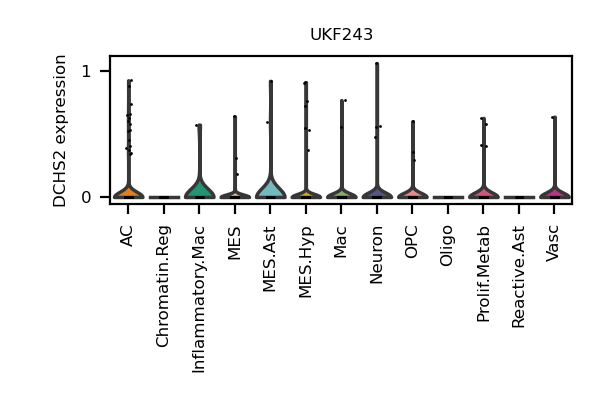 UKF243
DCHS2 expression
1
0
AC
Chromatin.Reg
Inflammatory.Mac
MES
MES.Ast
MES.Hyp
Mac
Neuron
OPC
Oligo
Prolif.Metab
Reactive.Ast
Vasc